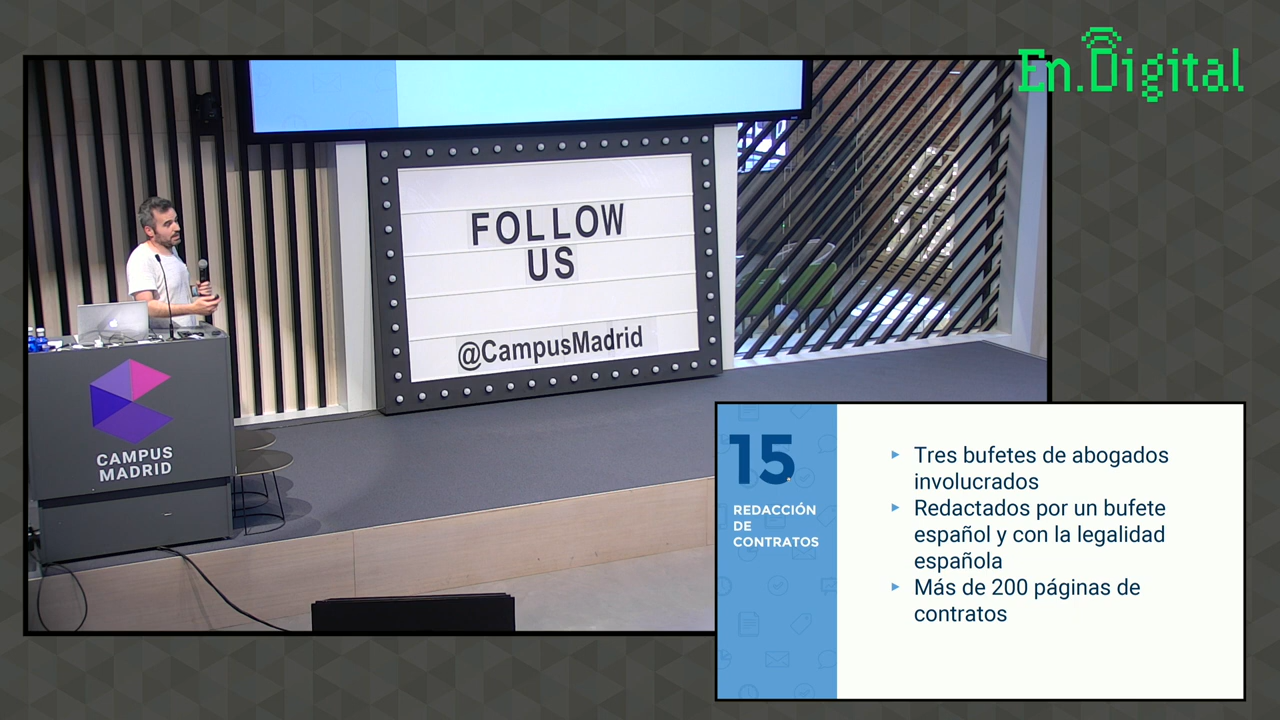 En.Digital
FOLLOW
US
@CampusMadrid
CAMPUS
MADRID
15.
REDACCIÓN
DE
CONTRATOS
▸ Tres bufetes de abogados
involucrados
▸ Redactados por un bufete
español y con la legalidad
española
▸ Más de 200 páginas de
contratos